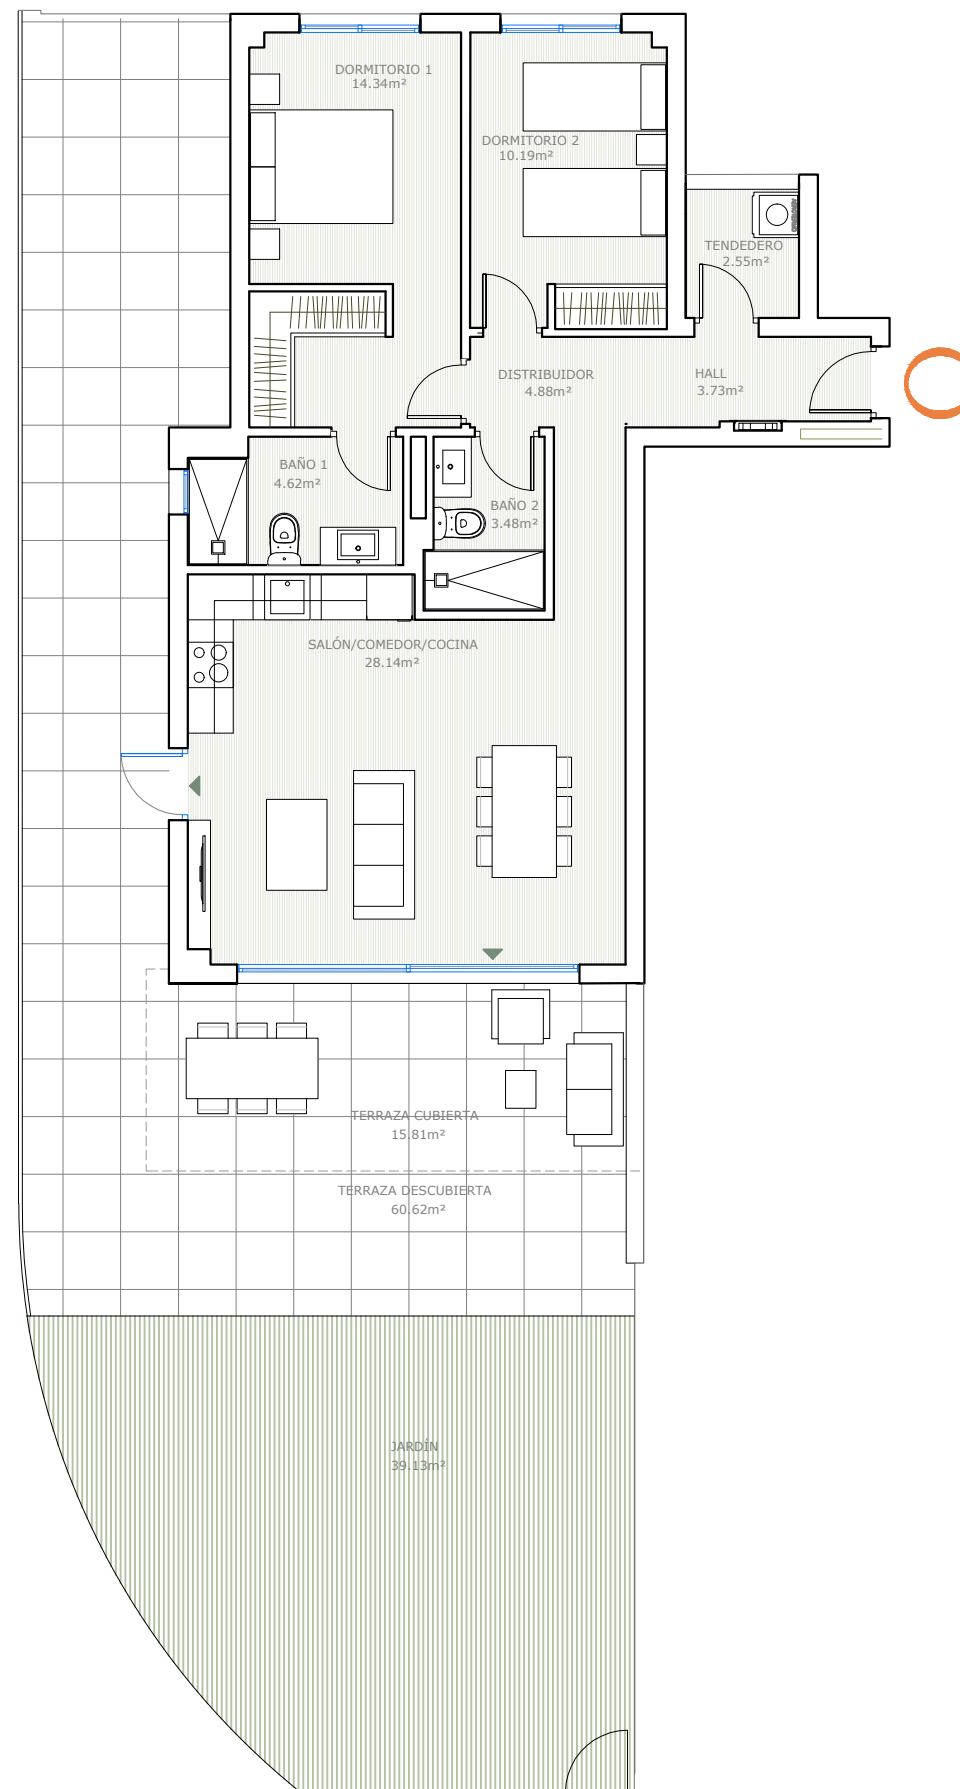 DORMITORIO 1
14.34m²
DORMITORIO 2
10.19m²
TENDEDERO
2.55m²
DISTRIBUIDOR
4.88m²
HALL
3.73m²
BAÑO 1
4.62m²
BAÑO 2
3.48m²
SALÓN/COMEDOR/COCINA
28.14m²
TERRAZA CUBIERTA
15.81m²
TERRAZA DESCUBIERTA
60.62m²
JARDÍN
39.13m²